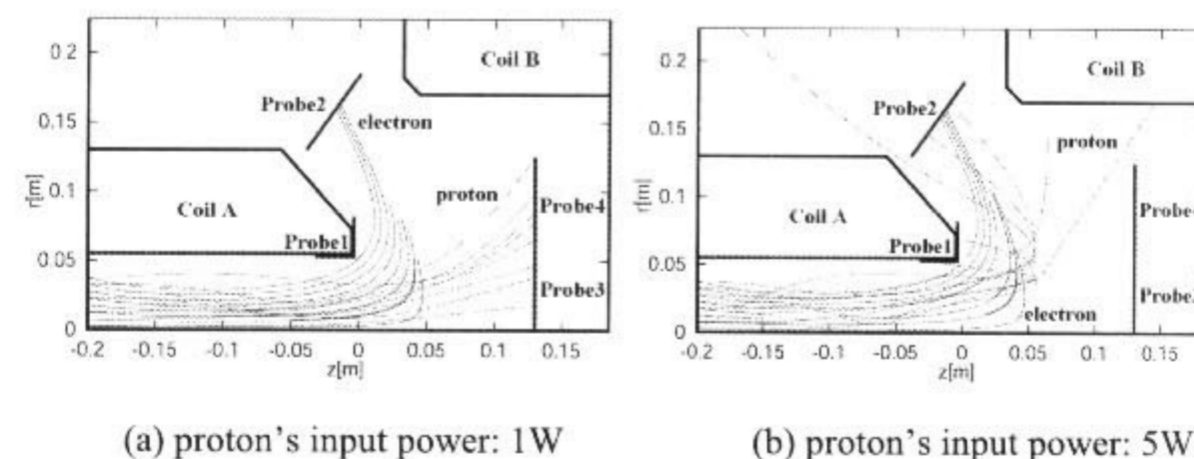 0.2
0.15
0.1
0.05
0
r[m]
Coil B
Probe2
electron
proton
Coil A
Probe4
Probe1
Probe3
-0.2 -0.15 -0.1 -0.05 0 0.05 0.1 0.15
z[m]
(a) proton's input power: 1W
0.2
0.15
0.1
0.05
0
r[m]
Coil B
Probe2
proton
Coil A
Probe
Probe1
Probe
electron
-0.2 -0.15 -0.1 -0.05 0 0.05 0.1 0.15
z[m]
(b) proton's input power: 5W